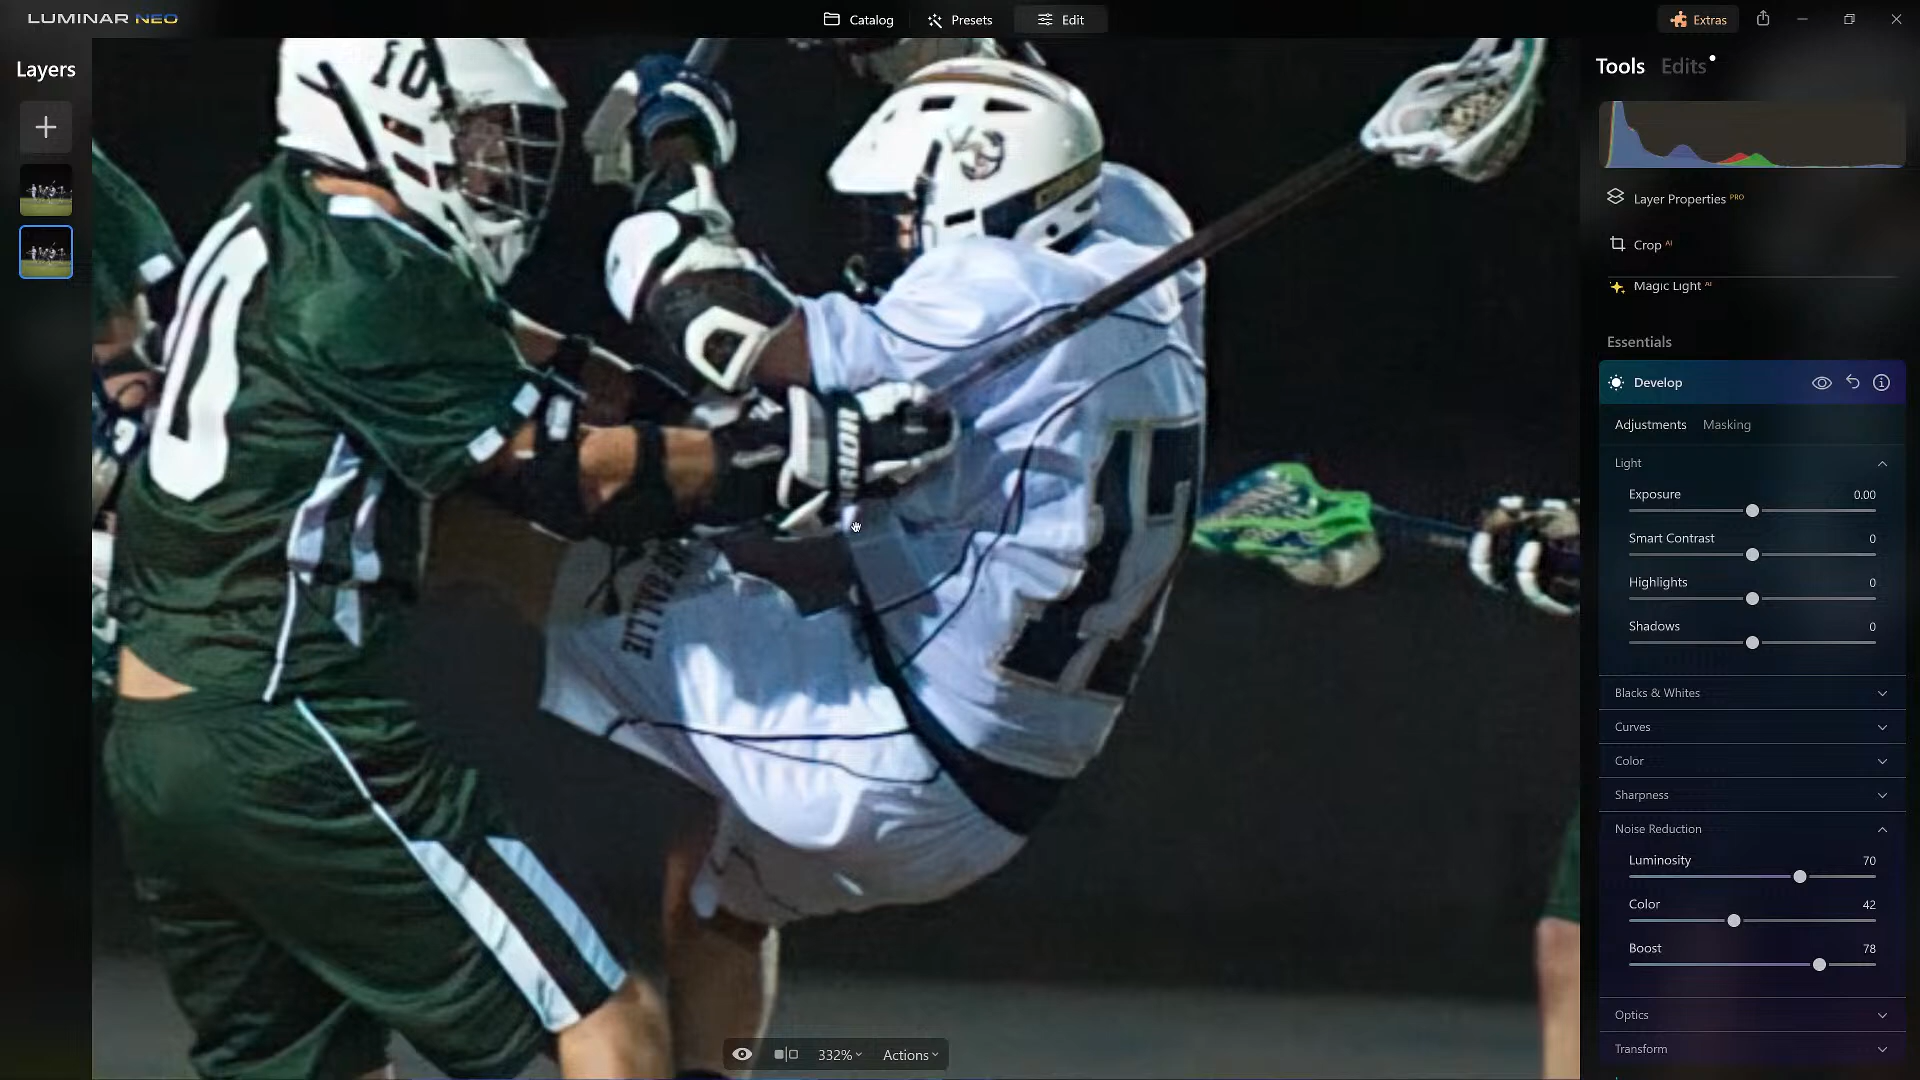 LUMINAR NEO
Catalog
Presets
Edit
Extras
Layers
Tools
Edits
Layer Properties PRO
Crop AI
Magic Light AI
Essentials
Develop
Adjustments
Masking
Light
Exposure
0.00
Smart Contrast
0
Highlights
0
Shadows
0
Blacks & Whites
Curves
Color
Sharpness
Noise Reduction
Luminosity
70
Color
42
Boost
78
Optics
Transform
332%
Actions
10
0